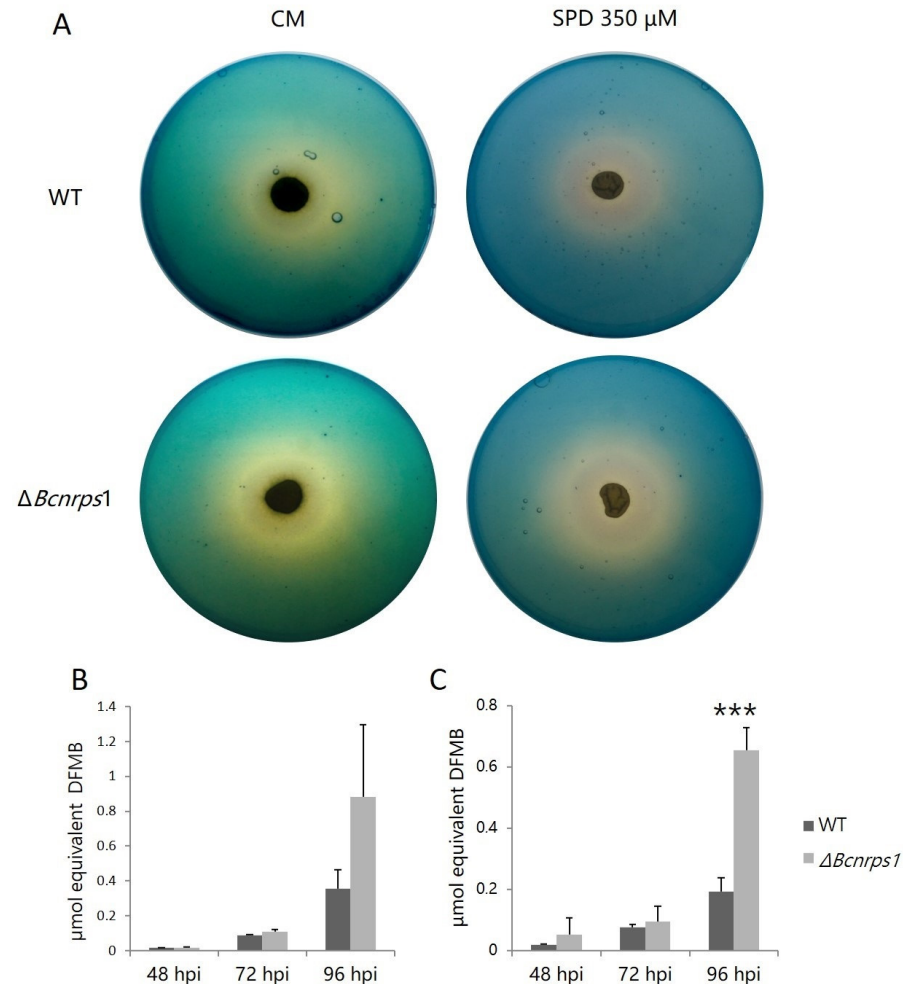 A
CM
SPD 350 μM
WT
ΔBcnrps1
B
μmol equivalent DFMB
1.4
1.2
1
0.8
0.6
0.4
0.2
0
48 hpi
72 hpi
96 hpi
C
μmol equivalent DFMB
0.8
0.6
0.4
0.2
0
***
48 hpi
72 hpi
96 hpi
WT
ΔBcnrps1